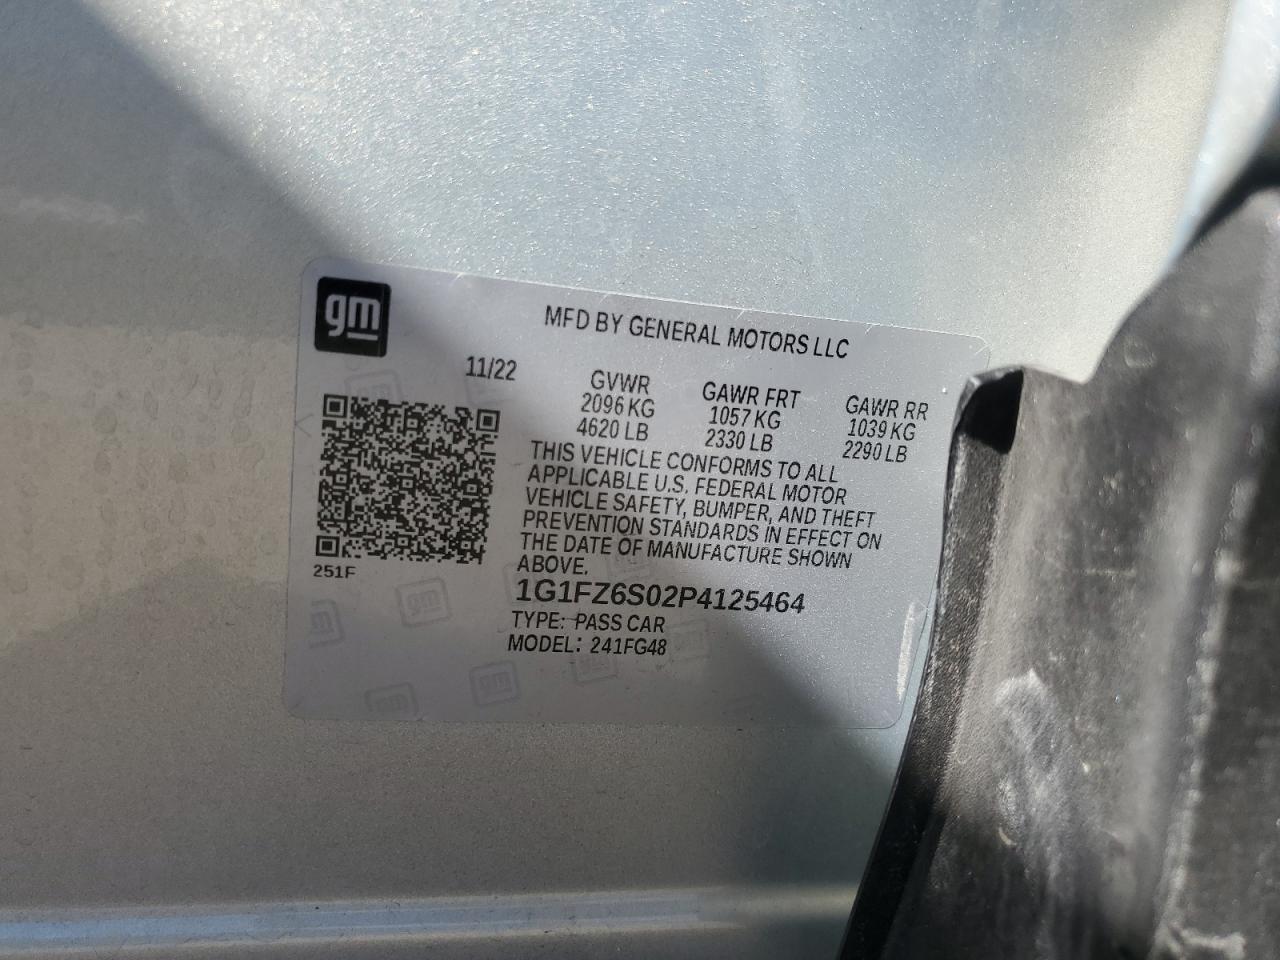 gm
MFD BY GENERAL MOTORS LLC
11/22
GVWR GAWR FRT GAWR RR
2096 KG 1057 KG 1039 KG
4620 LB 2330 LB 2290 LB
THIS VEHICLE CONFORMS TO ALL
APPLICABLE U.S. FEDERAL MOTOR
VEHICLE SAFETY, BUMPER, AND THEFT
PREVENTION STANDARDS IN EFFECT ON
THE DATE OF MANUFACTURE SHOWN
ABOVE.
251F
1G1FZ6S02P4125464
TYPE: PASS CAR
MODEL: 241FG48